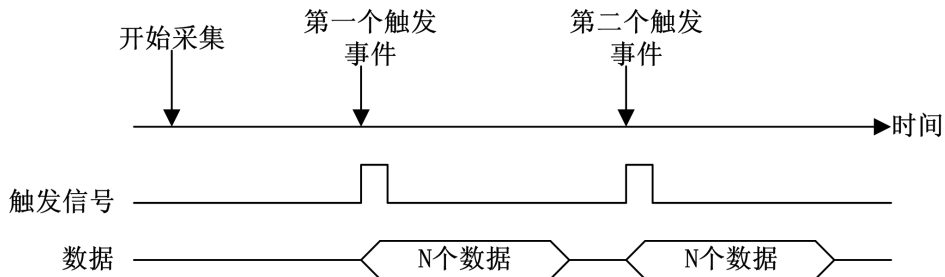 开始采集
第一个触发
事件
第二个触发
事件
时间
触发信号
数据
N个数据
N个数据